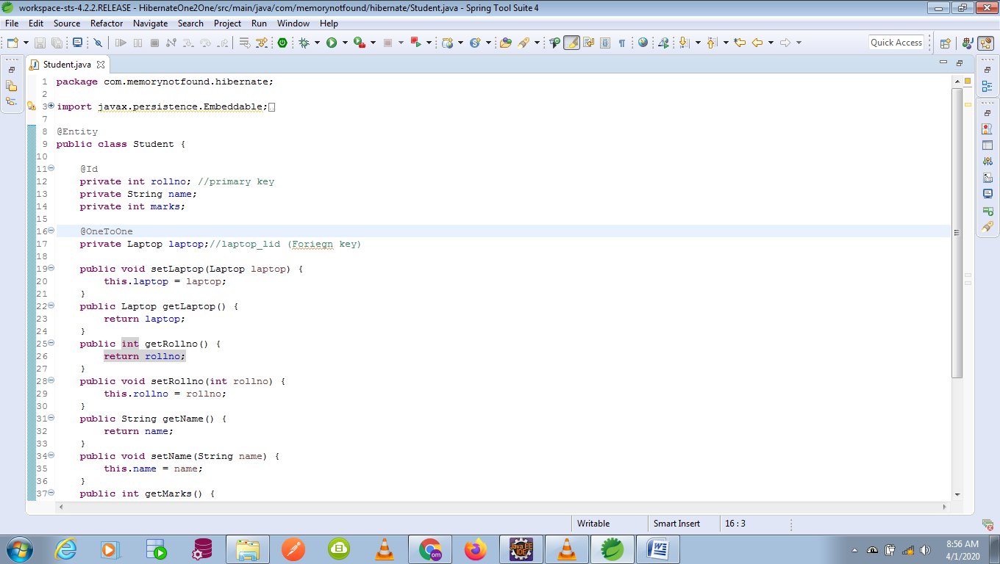 workspace-sts-4.2.2.RELEASE - HibernateOne2One/src/main/java/com/memorynotfound/hibernate/Student.java - Spring Tool Suite 4
File Edit Source Refactor Navigate Search Project Run Window Help
Quick Access
Student.java
1 package com.memorynotfound.hibernate;
2
3 import javax.persistence.Embeddable;
7
8 @Entity
9 public class Student {
10
11 @Id
12 private int rollno; //primary key
13 private String name;
14 private int marks;
15
16 @OneToOne
17 private Laptop laptop;//laptop_lid (Foriegn key)
18
19 public void setLaptop(Laptop laptop) {
20 this.laptop = laptop;
21 }
22 public Laptop getLaptop() {
23 return laptop;
24 }
25 public int getRollno() {
26 return rollno;
27 }
28 public void setRollno(int rollno) {
29 this.rollno = rollno;
30 }
31 public String getName() {
32 return name;
33 }
34 public void setName(String name) {
35 this.name = name;
36 }
37 public int getMarks() {
Writable Smart Insert 16 : 3
om
Java EE
IDE
W
8:56 AM
4/1/2020